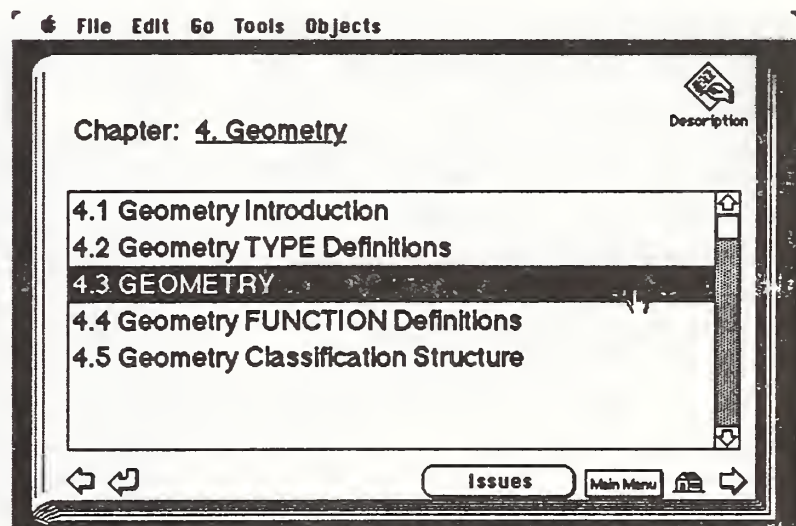 File Edit Go Tools Objects
Description
Chapter: 4. Geometry
4.1 Geometry Introduction
4.2 Geometry TYPE Definitions
4.3 GEOMETRY
4.4 Geometry FUNCTION Definitions
4.5 Geometry Classification Structure
Issues
Main Menu